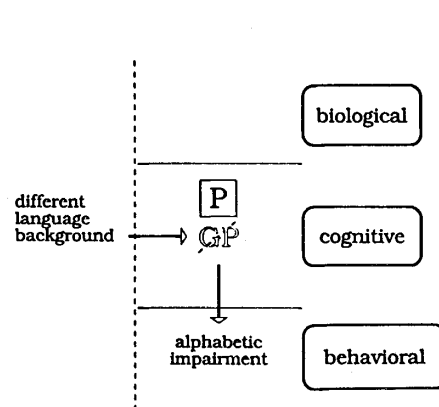 biological
P
different
language
background
GP
cognitive
alphabetic
impairment
behavioral